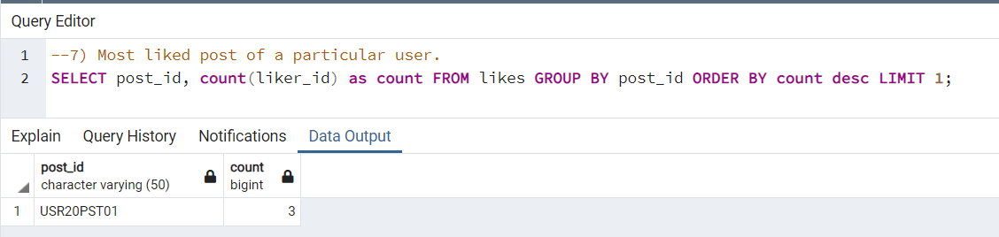 Query Editor
1 --7) Most liked post of a particular user.
2 SELECT post_id, count(liker_id) as count FROM likes GROUP BY post_id ORDER BY count desc LIMIT 1;
Explain Query History Notifications Data Output
post_id count
character varying (50) bigint
1 USR20PST01 3